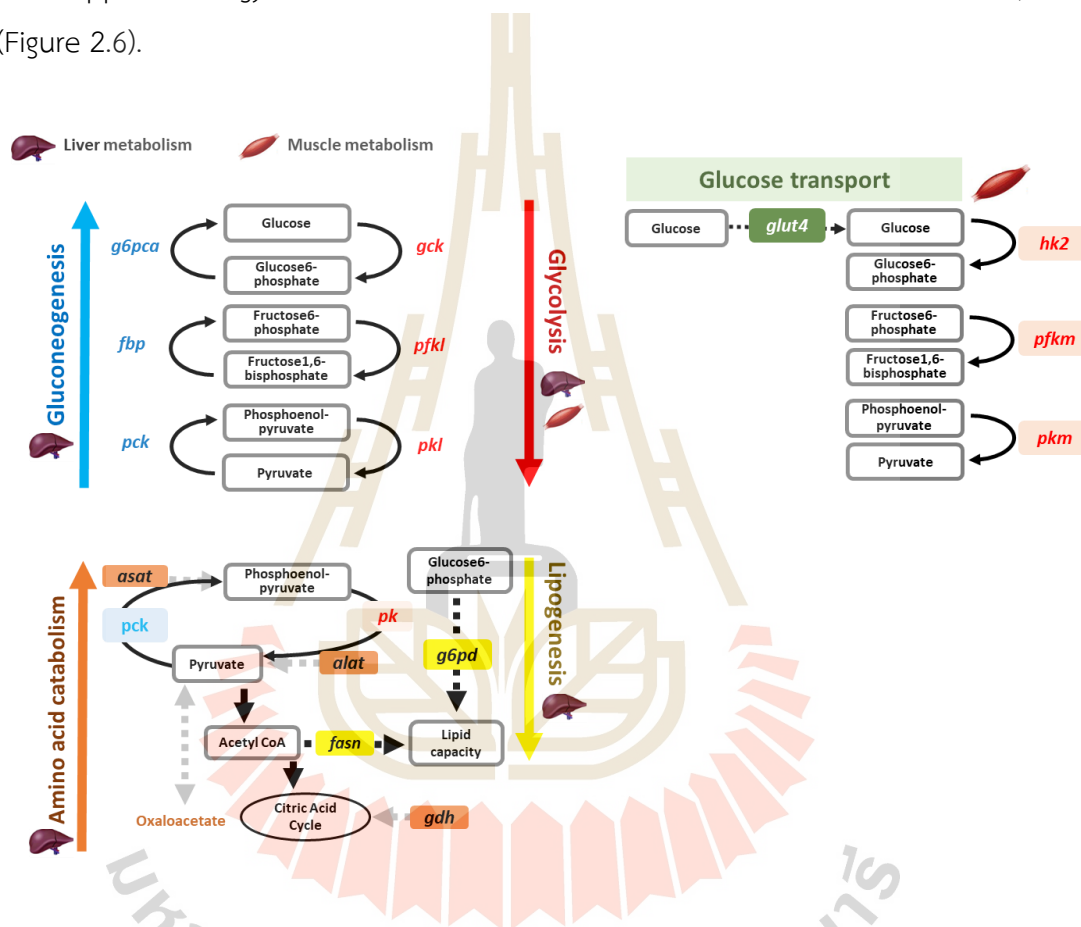 (Figure 2.6).
Liver metabolism
Muscle metabolism
Gluconeogenesis
g6pca
Glucose
gck
Glucose6-
phosphate
fbp
Fructose6-
phosphate
pfkl
Fructose1,6-
bisphosphate
pck
Phosphoenol-
pyruvate
pkl
Pyruvate
Glycolysis
Glucose transport
Glucose
glut4
Glucose
hk2
Glucose6-
phosphate
Fructose6-
phosphate
pfkm
Fructose1,6-
bisphosphate
Phosphoenol-
pyruvate
pkm
Pyruvate
Amino acid catabolism
asat
Phosphoenol-
pyruvate
pck
pk
Pyruvate
alat
Acetyl CoA
fasn
Lipid
capacity
Glucose6-
phosphate
g6pd
Lipogenesis
Oxaloacetate
Citric Acid
Cycle
gdh